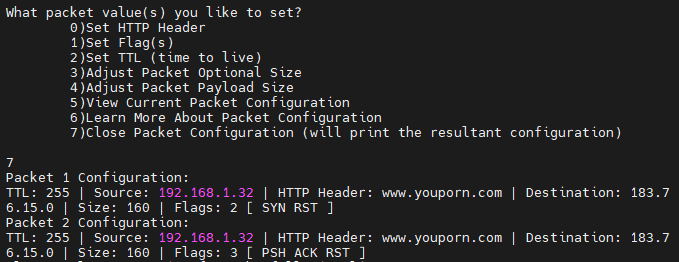 What packet value(s) you like to set?
0)Set HTTP Header
1)Set Flag(s)
2)Set TTL (time to live)
3)Adjust Packet Optional Size
4)Adjust Packet Payload Size
5)View Current Packet Configuration
6)Learn More About Packet Configuration
7)Close Packet Configuration (will print the resultant configuration)
7
Packet 1 Configuration:
TTL: 255 | Source: 192.168.1.32 | HTTP Header: www.youporn.com | Destination: 183.7
6.15.0 | Size: 160 | Flags: 2 [ SYN RST ]
Packet 2 Configuration:
TTL: 255 | Source: 192.168.1.32 | HTTP Header: www.youporn.com | Destination: 183.7
6.15.0 | Size: 160 | Flags: 3 [ PSH ACK RST ]